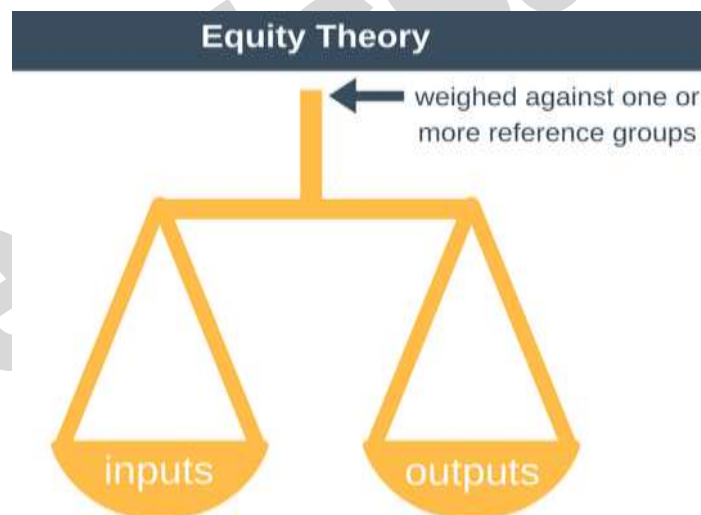 Equity Theory
weighed against one or
more reference groups
inputs
outputs